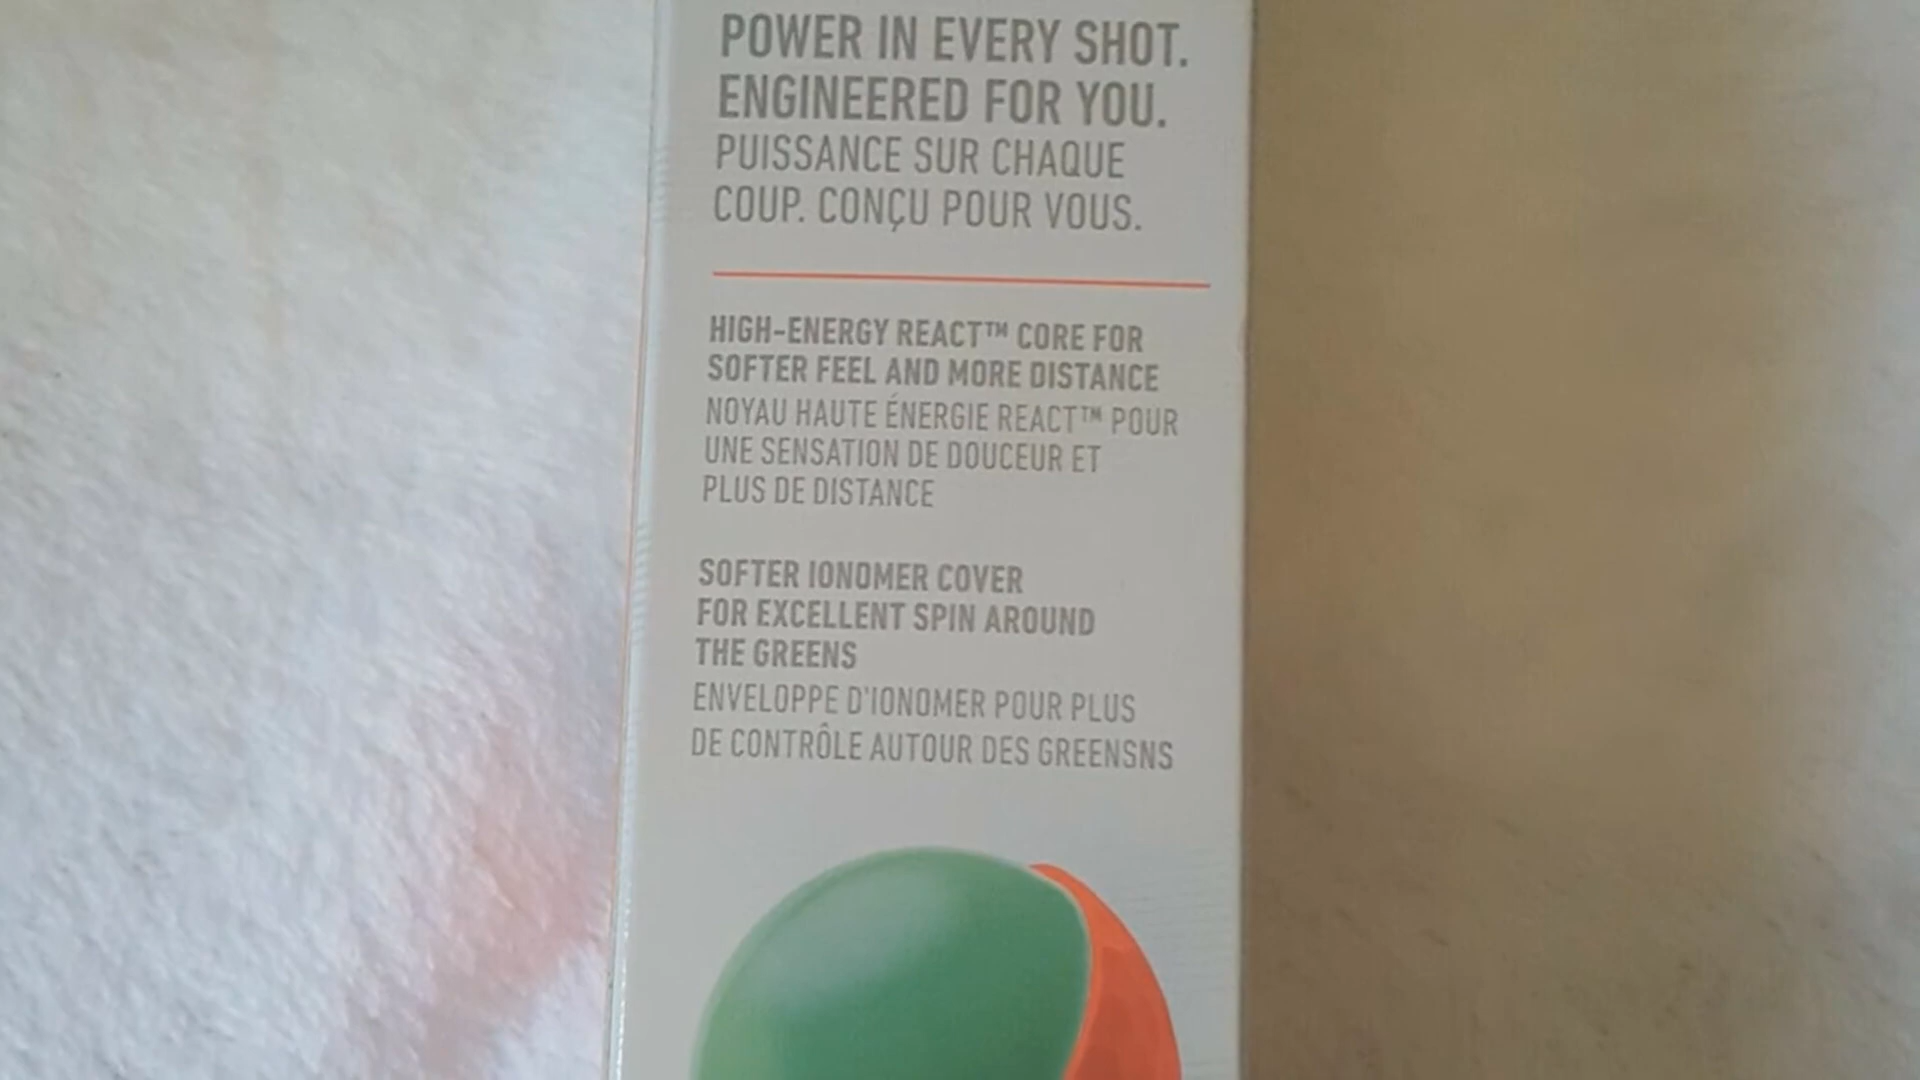 POWER IN EVERY SHOT.
ENGINEERED FOR YOU.
PUISSANCE SUR CHAQUE
COUP. CONÇU POUR VOUS.
HIGH-ENERGY REACT™ CORE FOR
SOFTER FEEL AND MORE DISTANCE
NOYAU HAUTE ÉNERGIE REACT™ POUR
UNE SENSATION DE DOUCEUR ET
PLUS DE DISTANCE
SOFTER IONOMER COVER
FOR EXCELLENT SPIN AROUND
THE GREENS
ENVELOPPE D'IONOMER POUR PLUS
DE CONTRÔLE AUTOUR DES GREENSNS